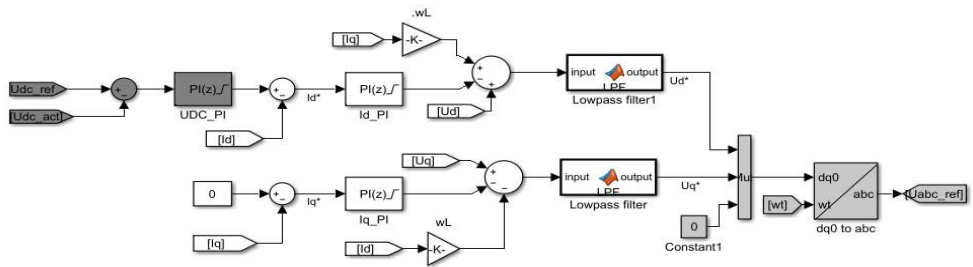 .wL
[Iq]
-K-
Udc_ref
Udc_act
PI(z)
UDC_PI
Id*
[Id]
PI(z)
Id_PI
[Ud]
input
output
LPF
Lowpass filter1
Ud*
0
[Iq]
Iq*
PI(z)
Iq_PI
[Uq]
[Id]
wL
-K-
input
output
LPF
Lowpass filter
Uq*
0
Constant1
[wt]
dq0
wt
abc
dq0 to abc
[Uabc_ref]